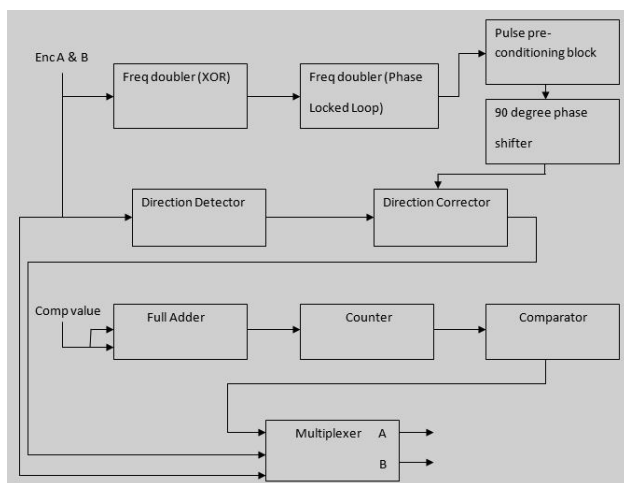 Enc A & B
Freq doubler (XOR)
Freq doubler (Phase
Locked Loop)
Pulse pre-
conditioning block
90 degree phase
shifter
Direction Detector
Direction Corrector
Comp value
Full Adder
Counter
Comparator
Multiplexer A
B